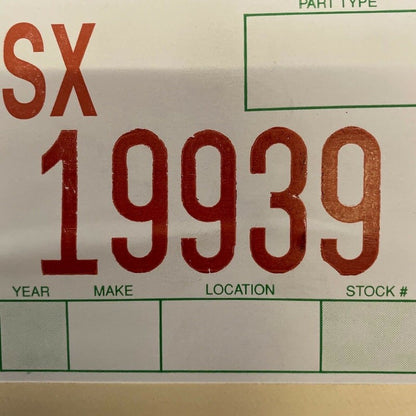 PART TYPE
SX
19939
YEAR MAKE LOCATION STOCK #